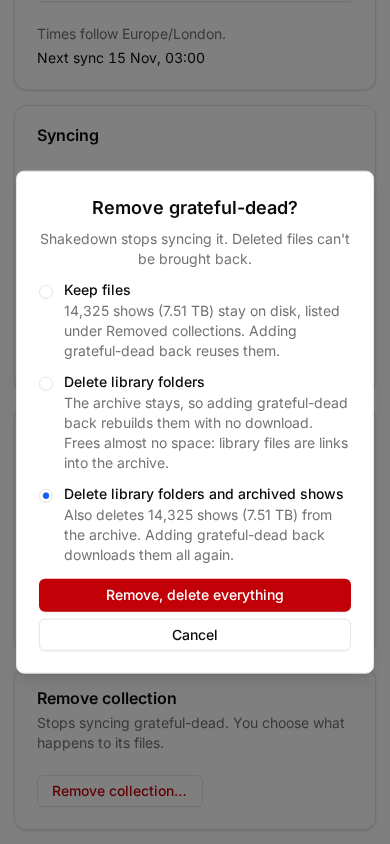 Times follow Europe/London.
Next sync 15 Nov, 03:00
Syncing
Remove grateful-dead?
Shakedown stops syncing it. Deleted files can't
be brought back.
Keep files
14,325 shows (7.51 TB) stay on disk, listed
under Removed collections. Adding
grateful-dead back reuses them.
Delete library folders
The archive stays, so adding grateful-dead
back rebuilds them with no download.
Frees almost no space: library files are links
into the archive.
Delete library folders and archived shows
Also deletes 14,325 shows (7.51 TB) from
the archive. Adding grateful-dead back
downloads them all again.
Remove, delete everything
Cancel
Remove collection
Stops syncing grateful-dead. You choose what
happens to its files.
Remove collection...